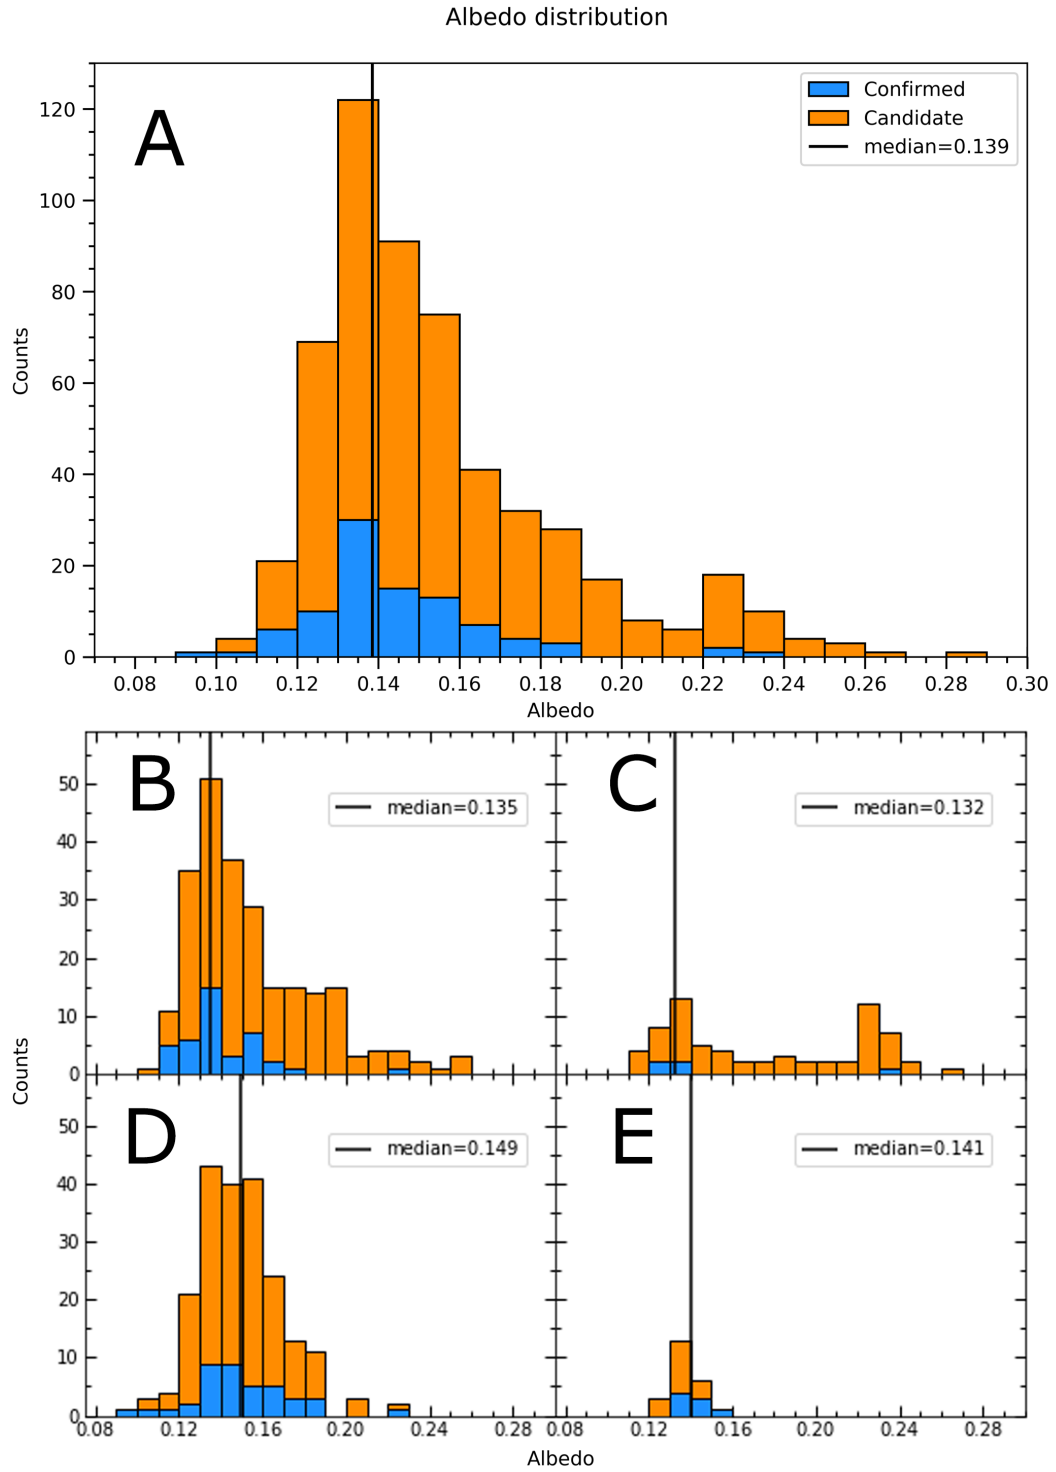 Albedo distribution
A
Confirmed
Candidate
median=0.139
120
100
80
60
40
20
0
Counts
0.08 0.10 0.12 0.14 0.16 0.18 0.20 0.22 0.24 0.26 0.28 0.30
Albedo
B
median=0.135
C
median=0.132
50
40
30
20
10
0
Counts
D
median=0.149
E
median=0.141
50
40
30
20
10
0
0.08 0.12 0.16 0.20 0.24 0.28 0.08 0.12 0.16 0.20 0.24 0.28
Albedo